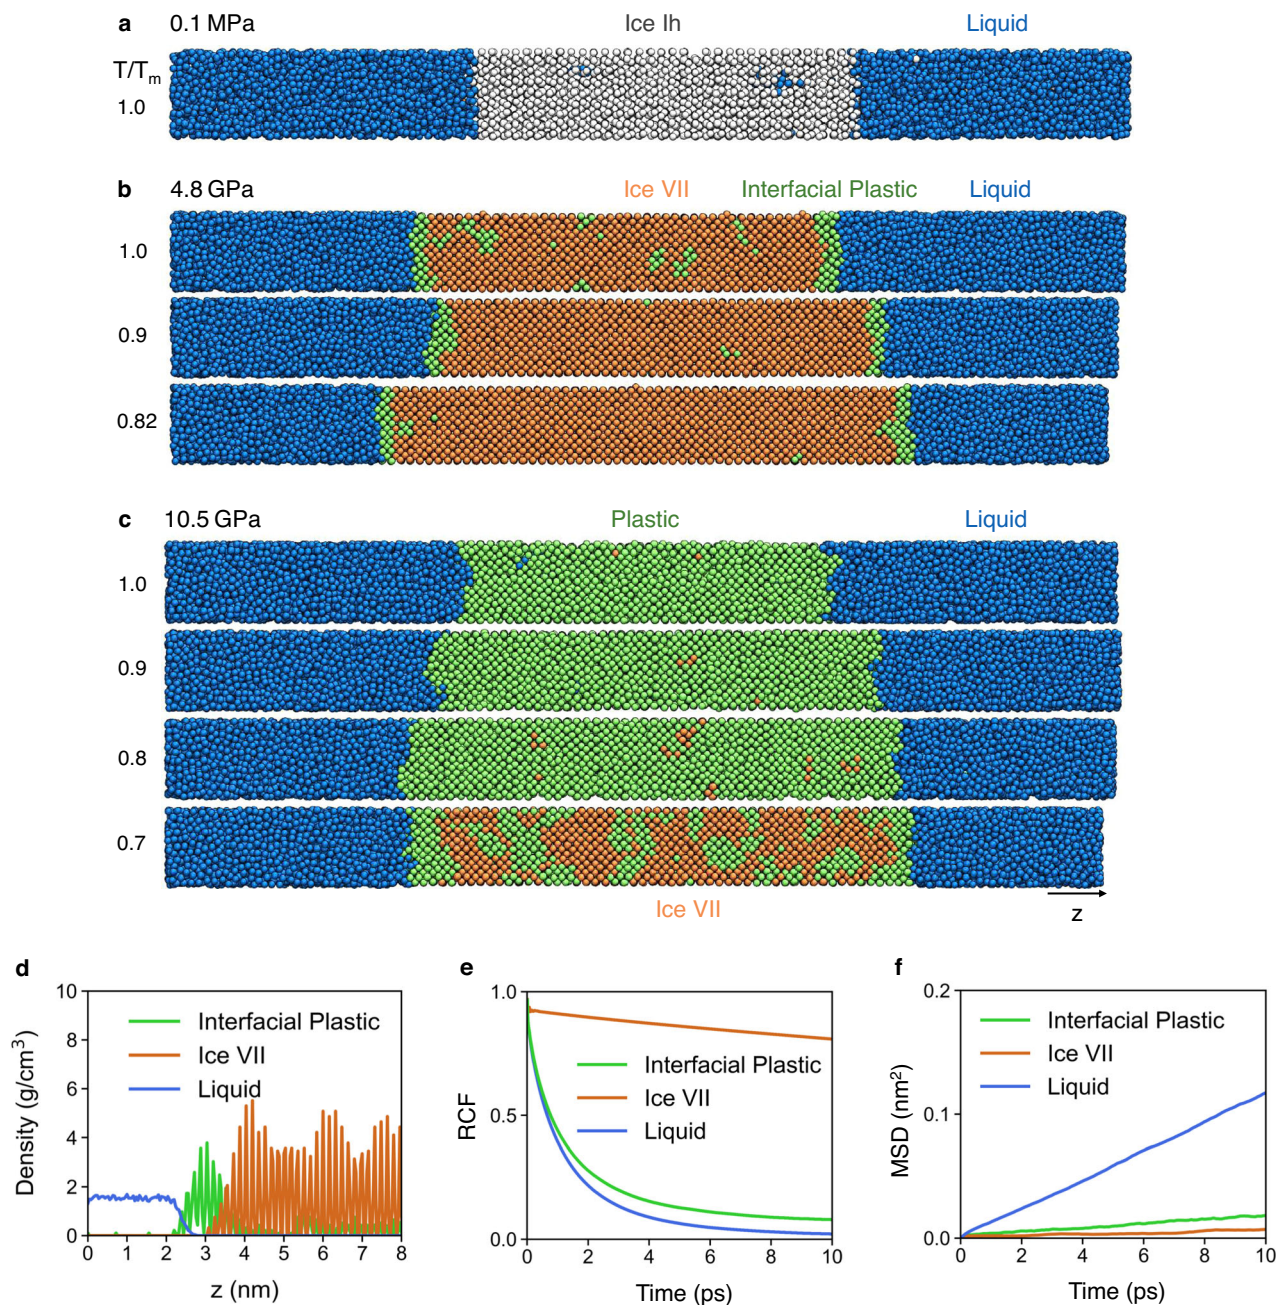 a 0.1 MPa Ice Ih Liquid
T/Tm
1.0
b 4.8 GPa Ice VII Interfacial Plastic Liquid
1.0
0.9
0.82
c 10.5 GPa Plastic Liquid
1.0
0.9
0.8
0.7
Ice VII z
d
10
8
6
4
2
0
Density (g/cm³)
Interfacial Plastic
Ice VII
Liquid
0 1 2 3 4 5 6 7 8
z (nm)
e
1.0
0.5
0.0
RCF
Interfacial Plastic
Ice VII
Liquid
0 2 4 6 8 10
Time (ps)
f
0.2
0.1
0.0
MSD (nm²)
Interfacial Plastic
Ice VII
Liquid
0 2 4 6 8 10
Time (ps)